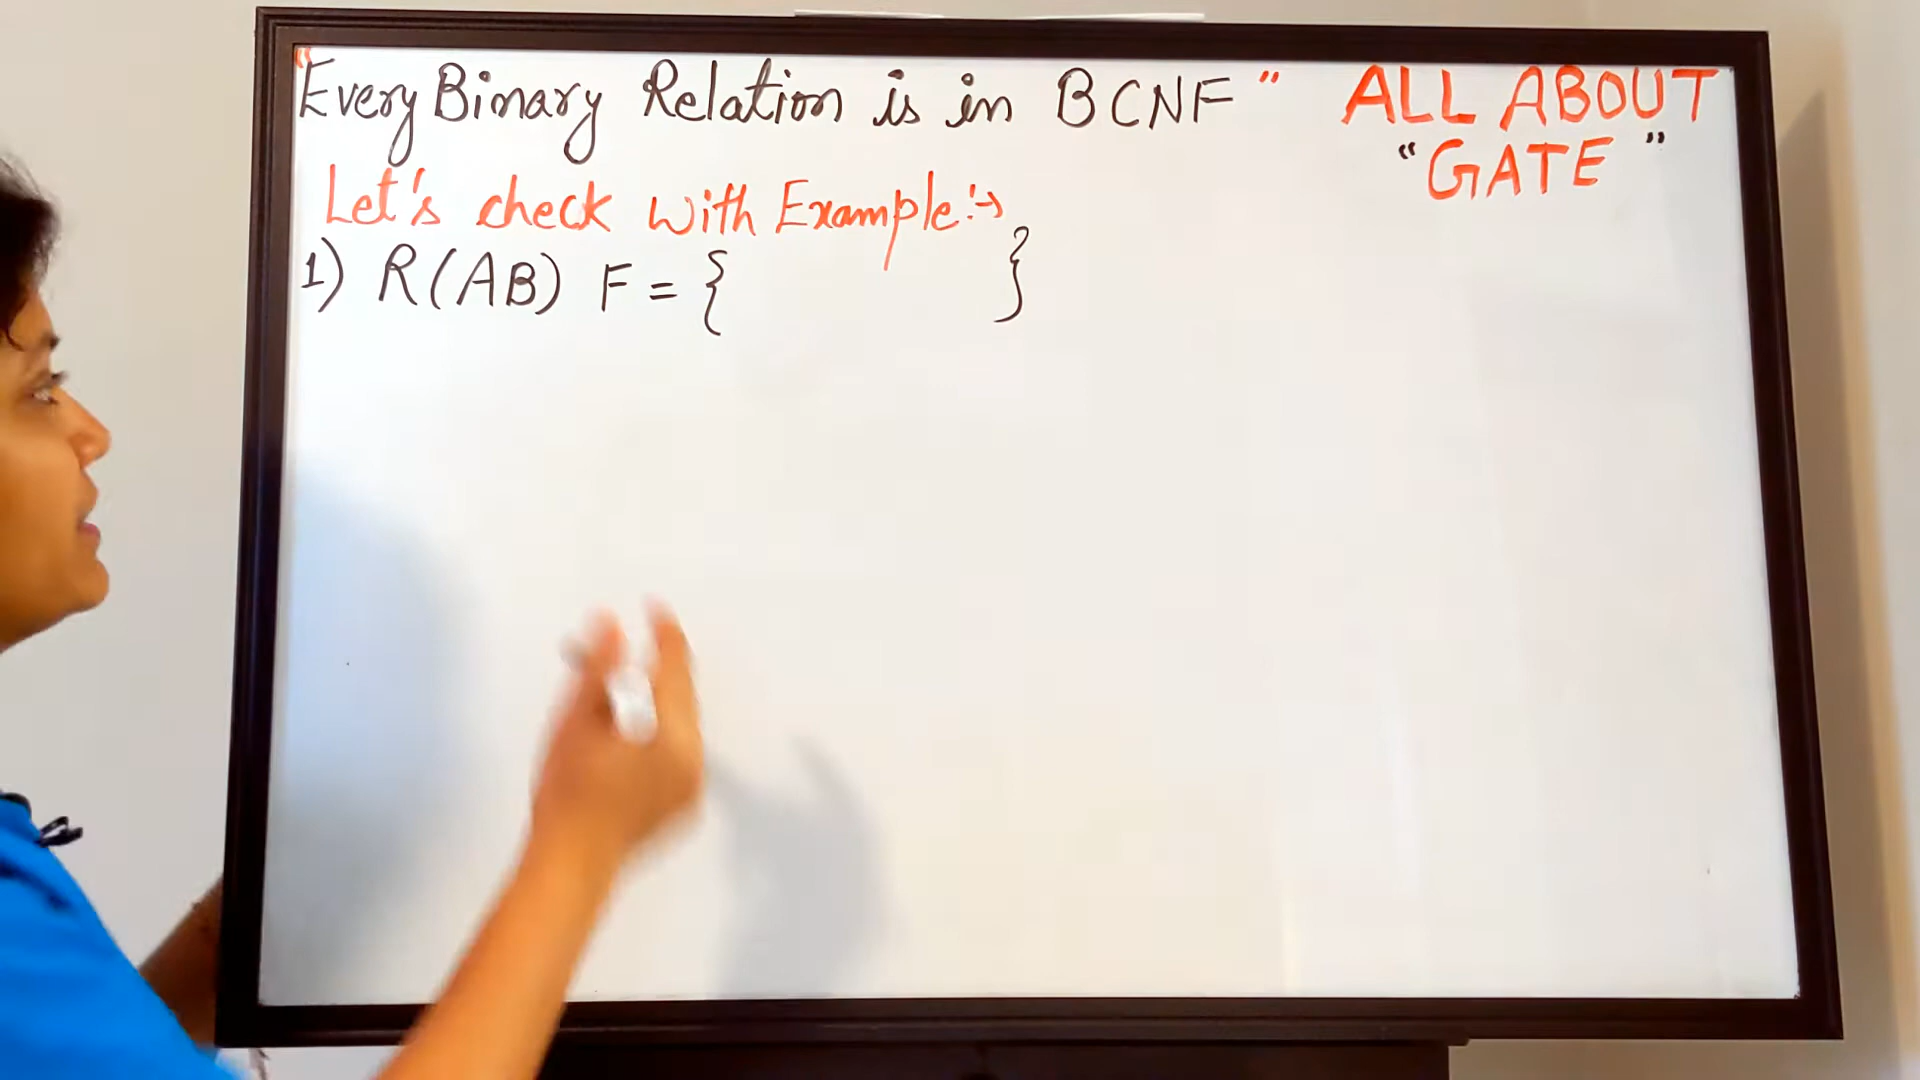 "Every Binary Relation is in BCNF"
ALL ABOUT
"GATE"
Let's check with Example:→
1) R(AB) F = { }